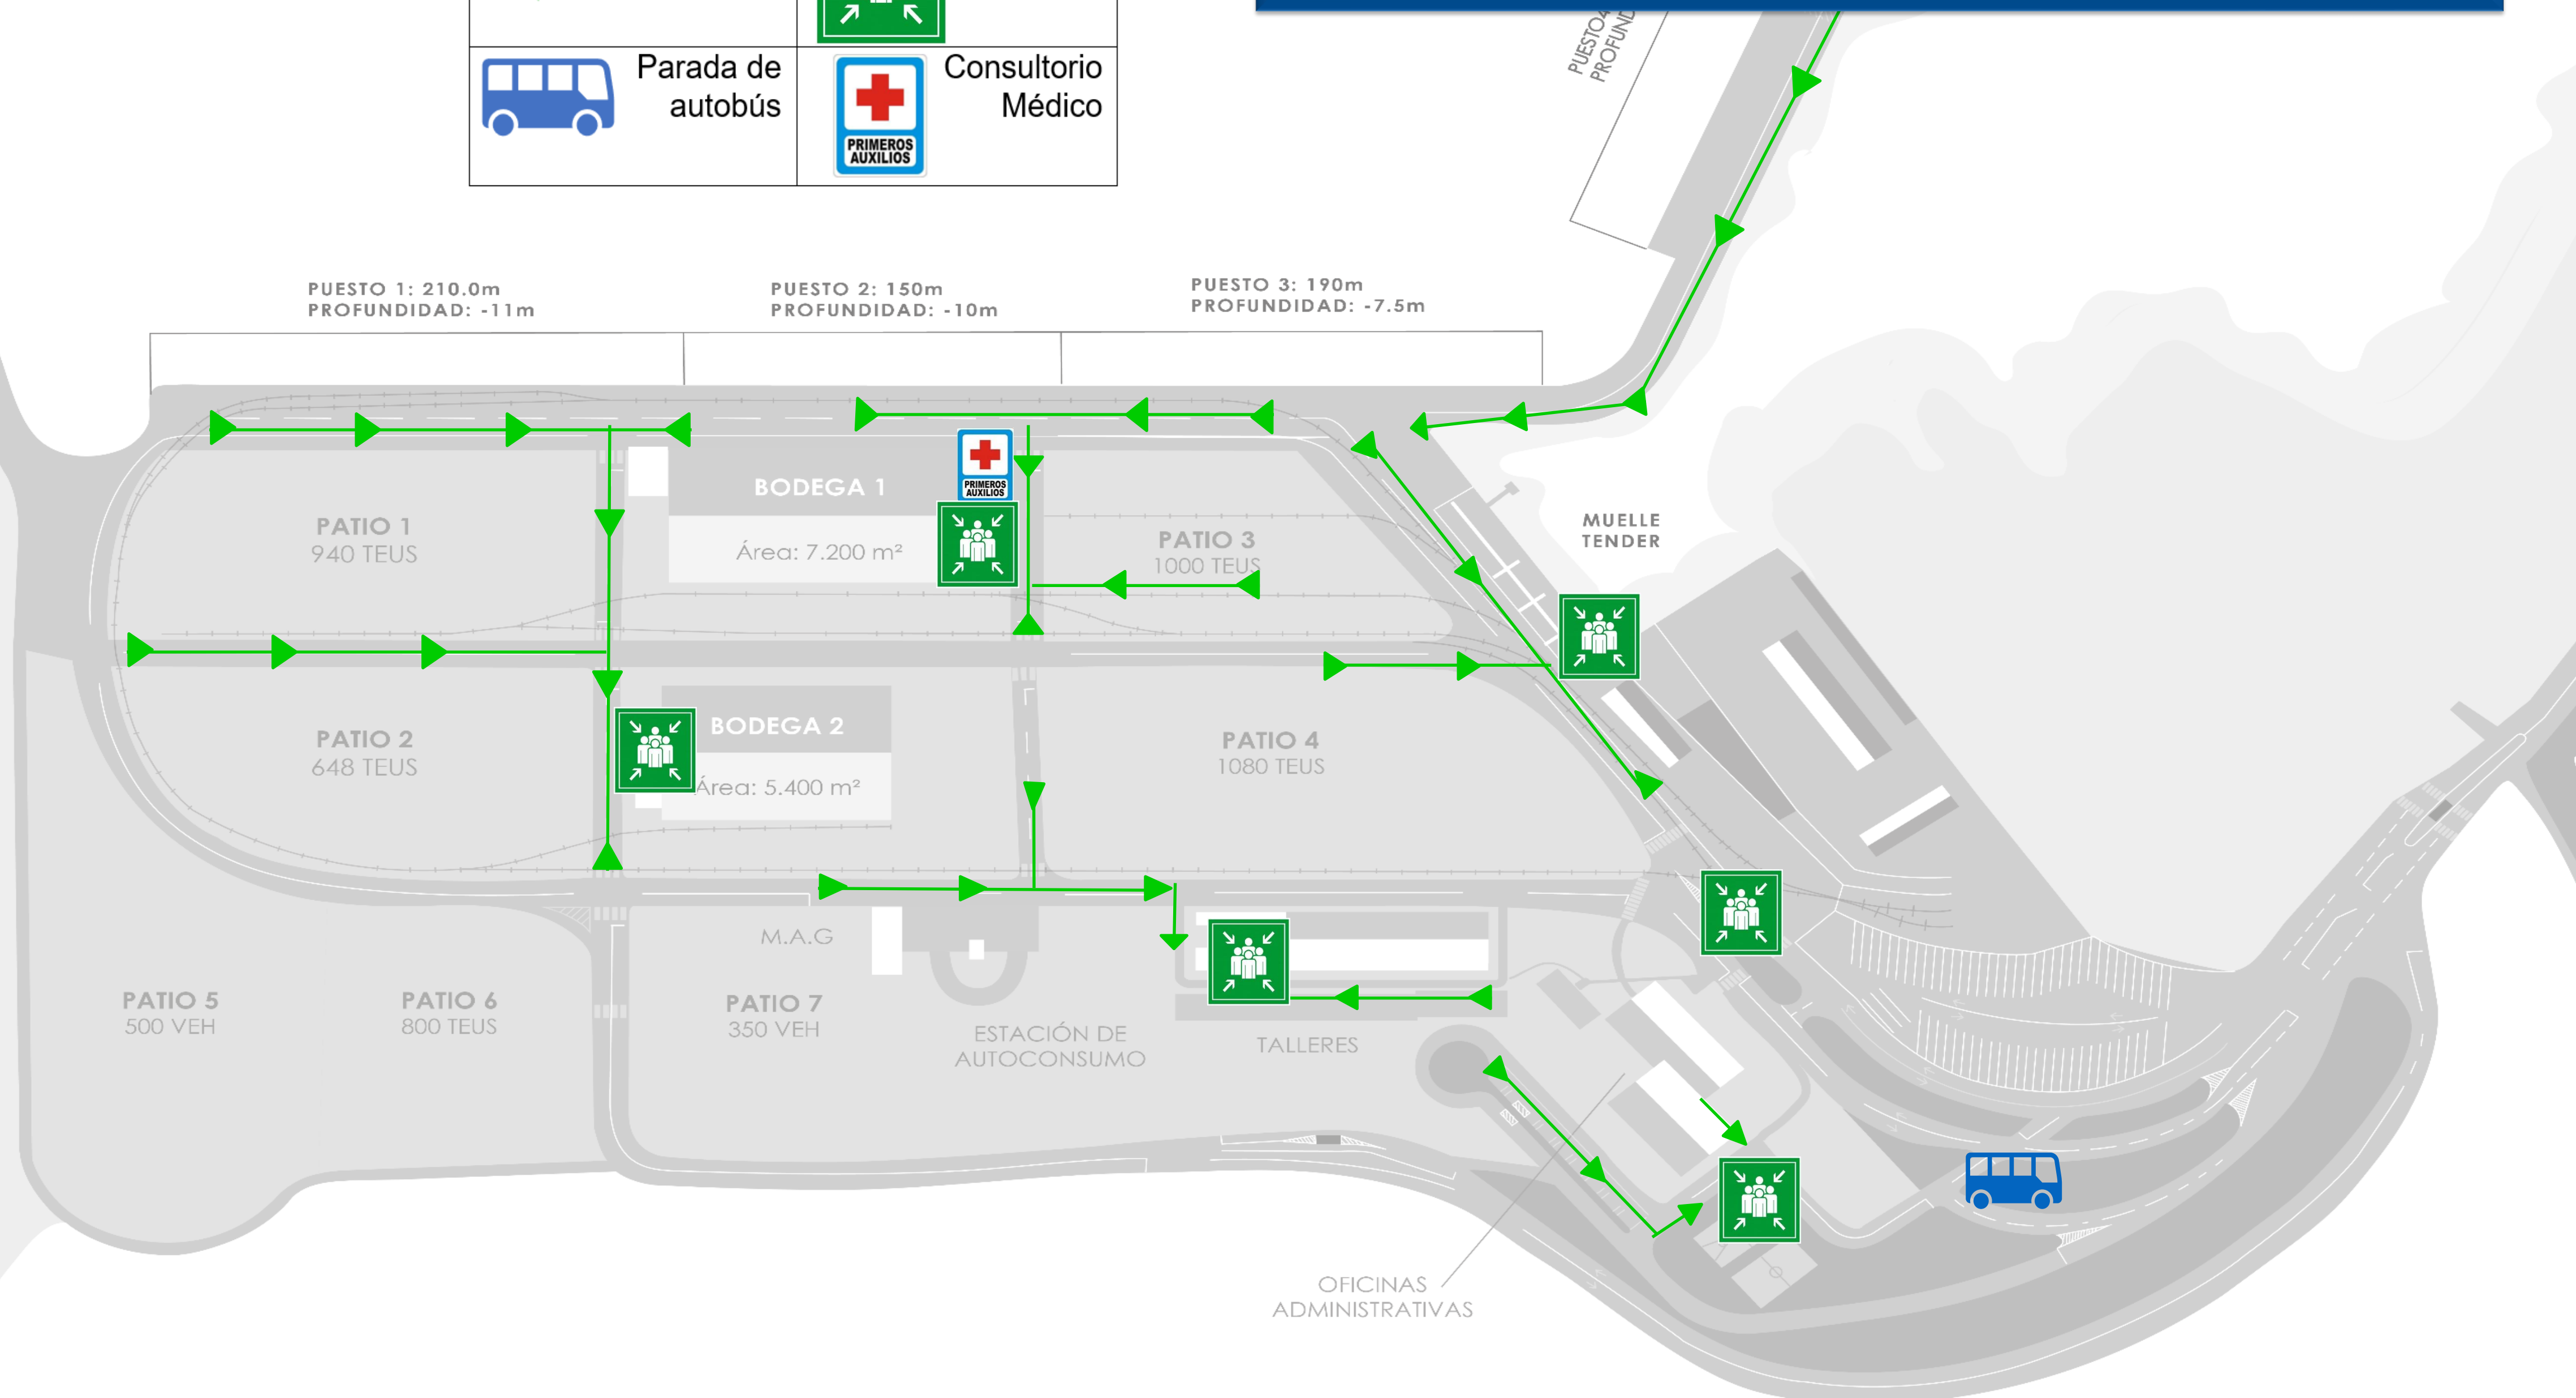 Parada de
autobús
PRIMEROS
AUXILIOS
Consultorio
Médico
PUESTO 1: 210.0m
PROFUNDIDAD: -11m
PUESTO 2: 150m
PROFUNDIDAD: -10m
PUESTO 3: 190m
PROFUNDIDAD: -7.5m
PRIMEROS
AUXILIOS
BODEGA 1
Área: 7.200 m²
PATIO 1
940 TEUS
PATIO 3
1000 TEUS
MUELLE
TENDER
PATIO 2
648 TEUS
BODEGA 2
Área: 5.400 m²
PATIO 4
1080 TEUS
M.A.G
PATIO 5
500 VEH
PATIO 6
800 TEUS
PATIO 7
350 VEH
ESTACIÓN DE
AUTOCONSUMO
TALLERES
OFICINAS
ADMINISTRATIVAS